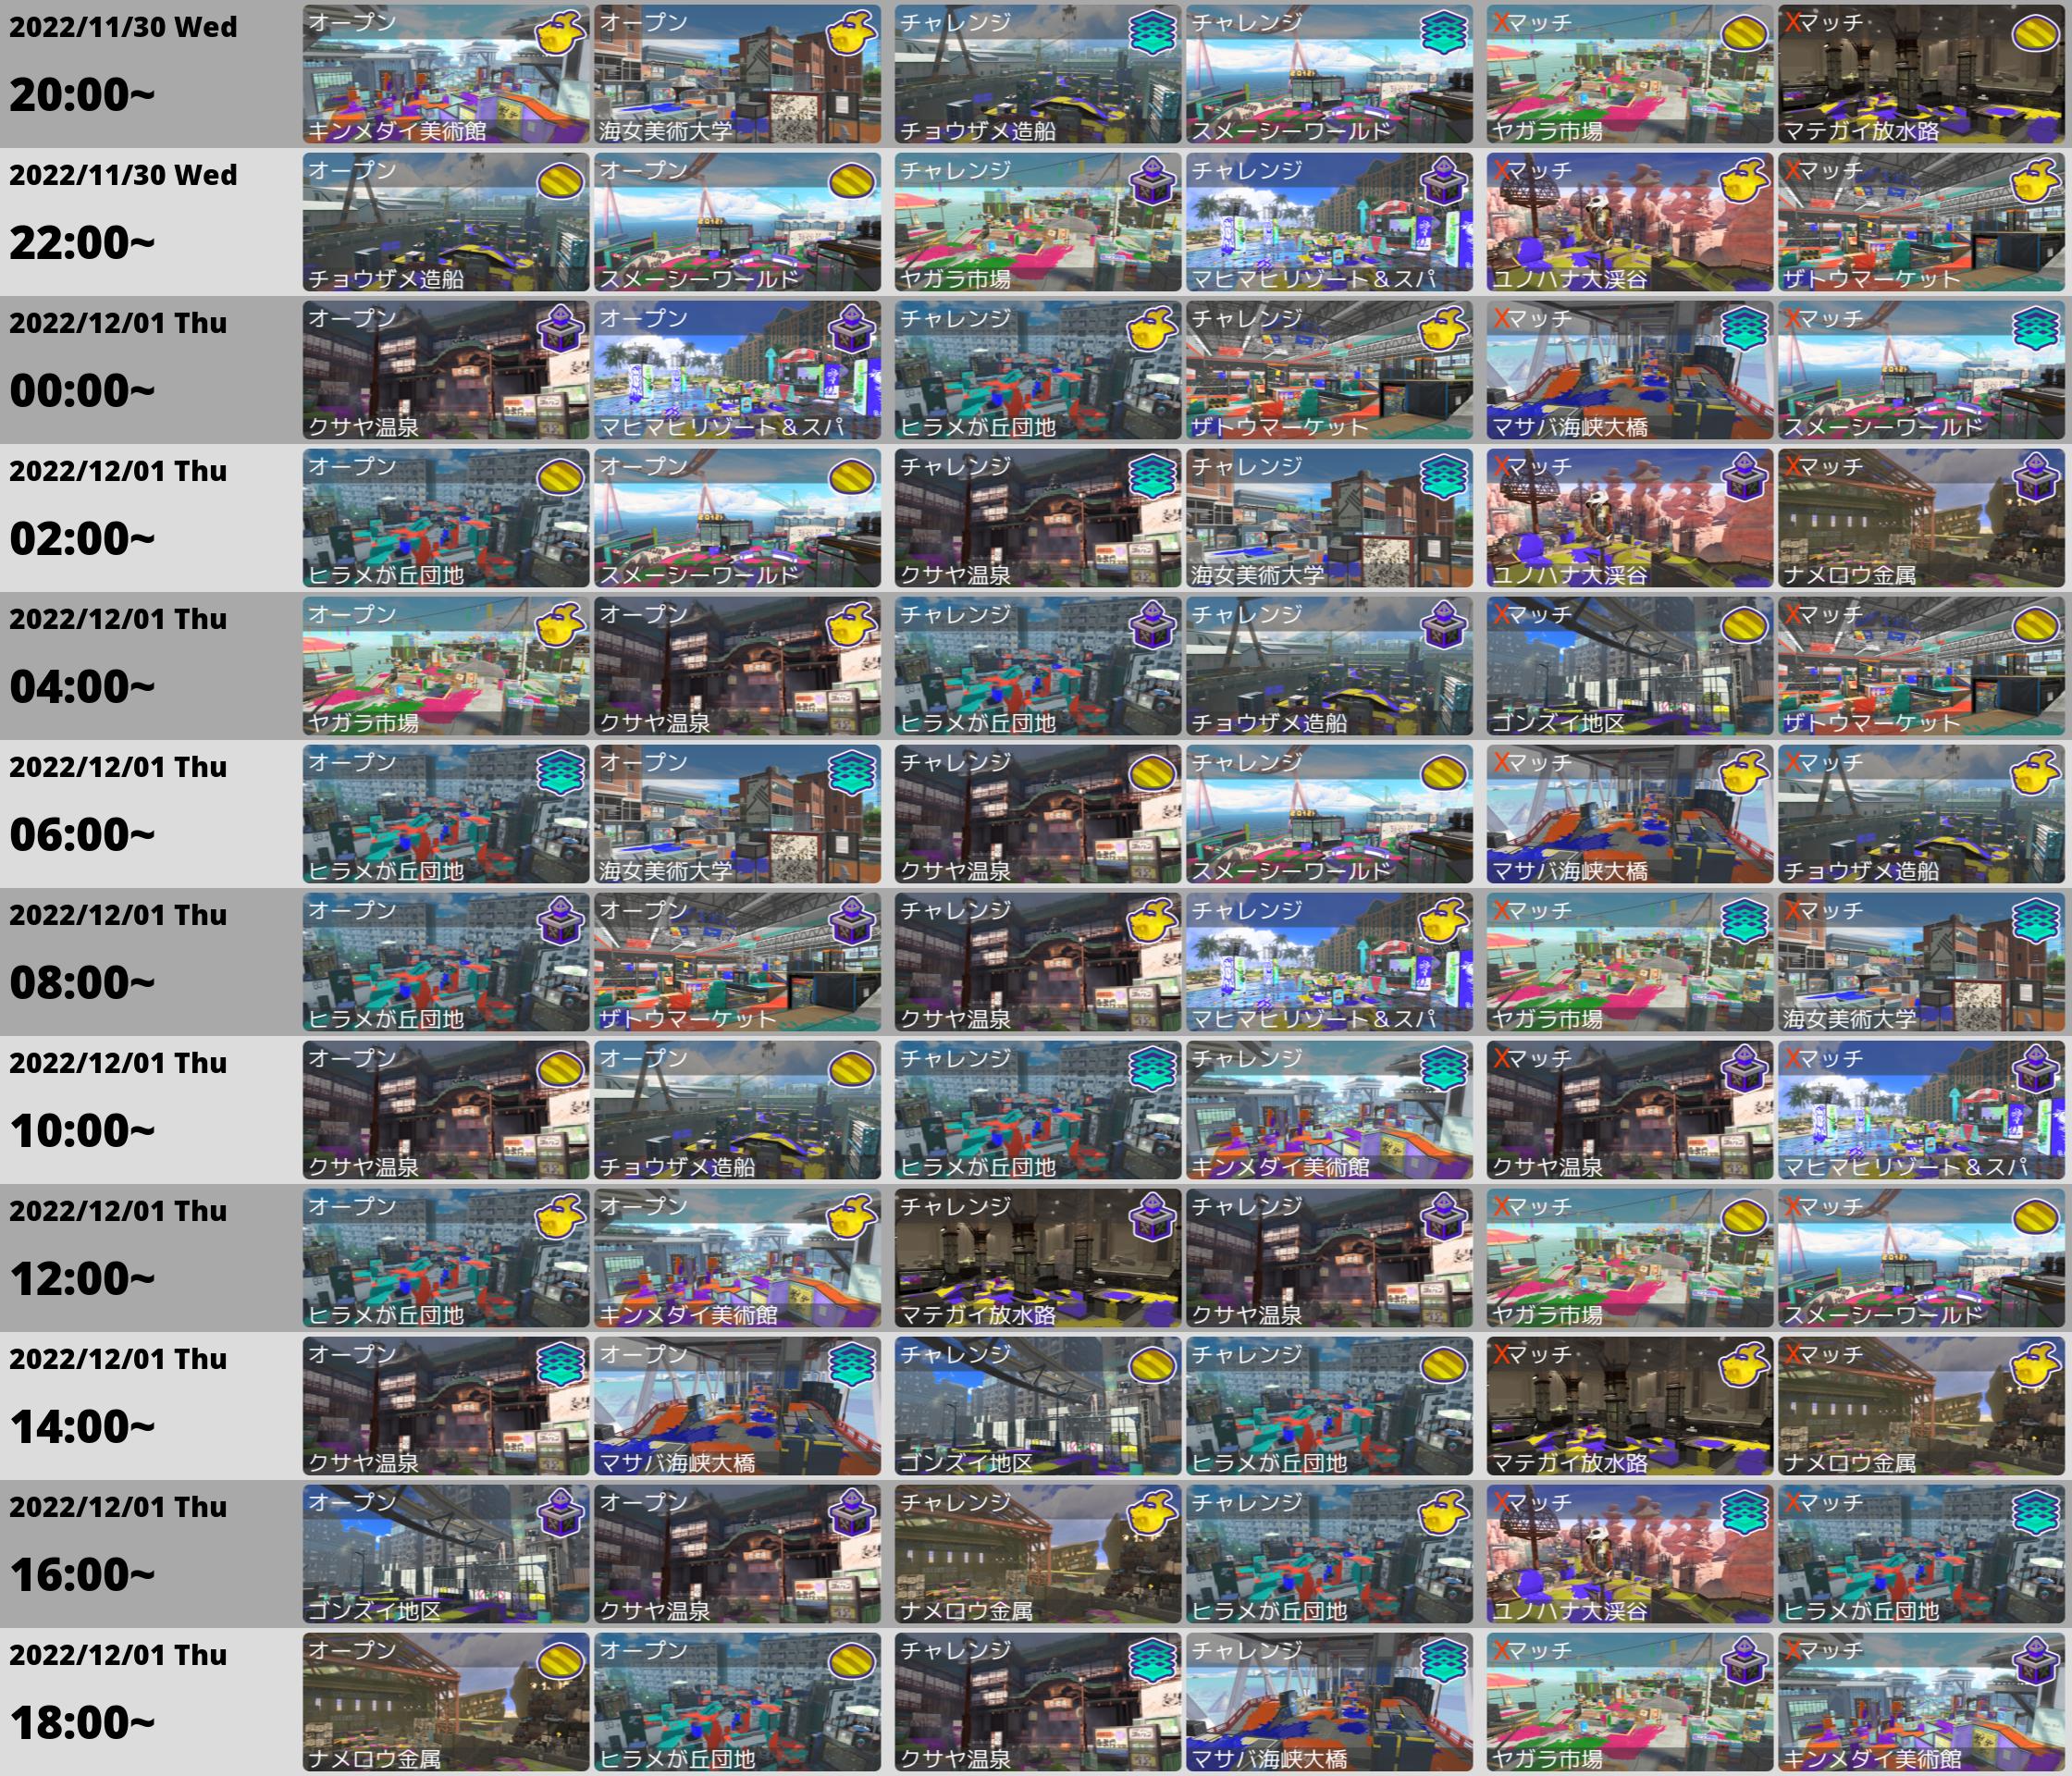 2022/11/30 Wed
20:00~
オープン オープン チャレンジ チャレンジ Xマッチ Xマッチ
キンメダイ美術館 海女美術大学 チョウザメ造船 スメーシーワールド ヤガラ市場 マテガイ放水路
2022/11/30 Wed
22:00~
オープン オープン チャレンジ チャレンジ Xマッチ Xマッチ
チョウザメ造船 スメーシーワールド ヤガラ市場 マヒマヒリゾート&スパ ユノハナ大渓谷 ザトウマーケット
2022/12/01 Thu
00:00~
オープン オープン チャレンジ チャレンジ Xマッチ Xマッチ
クサヤ温泉 マヒマヒリゾート&スパ ヒラメが丘団地 ザトウマーケット マサバ海峡大橋 スメーシーワールド
2022/12/01 Thu
02:00~
オープン オープン チャレンジ チャレンジ Xマッチ Xマッチ
ヒラメが丘団地 スメーシーワールド クサヤ温泉 海女美術大学 ユノハナ大渓谷 ナメロウ金属
2022/12/01 Thu
04:00~
オープン オープン チャレンジ チャレンジ Xマッチ Xマッチ
ヤガラ市場 クサヤ温泉 ヒラメが丘団地 チョウザメ造船 ゴンズイ地区 ザトウマーケット
2022/12/01 Thu
06:00~
オープン オープン チャレンジ チャレンジ Xマッチ Xマッチ
ヒラメが丘団地 海女美術大学 クサヤ温泉 スメーシーワールド マサバ海峡大橋 チョウザメ造船
2022/12/01 Thu
08:00~
オープン オープン チャレンジ チャレンジ Xマッチ Xマッチ
ヒラメが丘団地 ザトウマーケット クサヤ温泉 マヒマヒリゾート&スパ ヤガラ市場 海女美術大学
2022/12/01 Thu
10:00~
オープン オープン チャレンジ チャレンジ Xマッチ Xマッチ
クサヤ温泉 チョウザメ造船 ヒラメが丘団地 キンメダイ美術館 クサヤ温泉 マヒマヒリゾート&スパ
2022/12/01 Thu
12:00~
オープン オープン チャレンジ チャレンジ Xマッチ Xマッチ
ヒラメが丘団地 キンメダイ美術館 マテガイ放水路 クサヤ温泉 ヤガラ市場 スメーシーワールド
2022/12/01 Thu
14:00~
オープン オープン チャレンジ チャレンジ Xマッチ Xマッチ
クサヤ温泉 マサバ海峡大橋 ゴンズイ地区 ヒラメが丘団地 マテガイ放水路 ナメロウ金属
2022/12/01 Thu
16:00~
オープン オープン チャレンジ チャレンジ Xマッチ Xマッチ
ゴンズイ地区 クサヤ温泉 ナメロウ金属 ヒラメが丘団地 ユノハナ大渓谷 ヒラメが丘団地
2022/12/01 Thu
18:00~
オープン オープン チャレンジ チャレンジ Xマッチ Xマッチ
ナメロウ金属 ヒラメが丘団地 クサヤ温泉 マサバ海峡大橋 ヤガラ市場 キンメダイ美術館